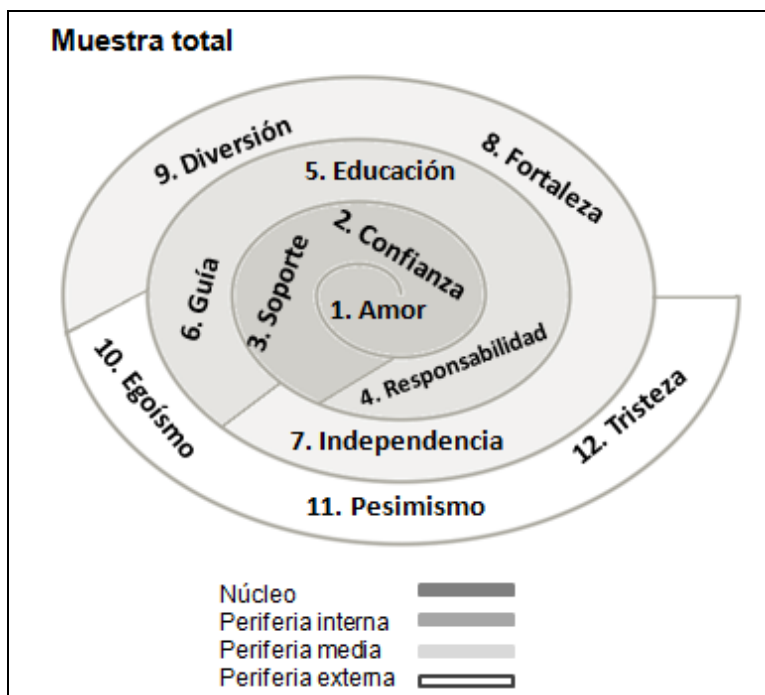 Muestra total
1. Amor
2. Confianza
3. Soporte
4. Responsabilidad
5. Educación
6. Guía
7. Independencia
8. Fortaleza
9. Diversión
10. Egoísmo
11. Pesimismo
12. Tristeza
Núcleo
Periferia interna
Periferia media
Periferia externa